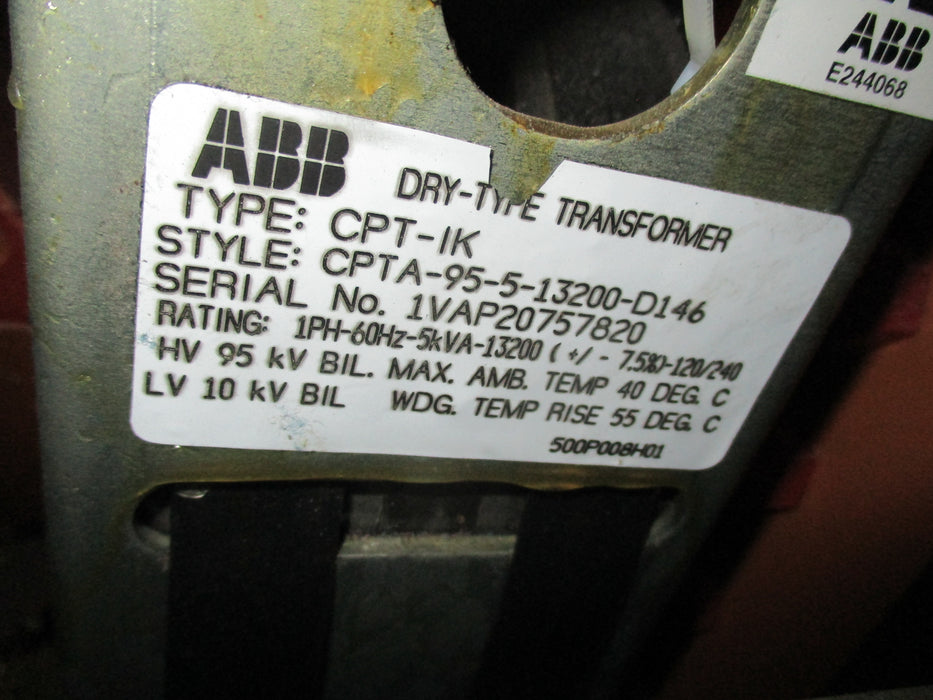 ABB
E244068
ABB
DRY-TYPE TRANSFORMER
TYPE: CPT-IK
STYLE: CPTA-95-5-13200-D146
SERIAL No. 1VAP20757820
RATING: 1PH-60Hz-5kVA-13200 ( +/ - 7.5%)-120/240
HV 95 kV BIL. MAX. AMB. TEMP 40 DEG. C
LV 10 kV BIL WDG. TEMP RISE 55 DEG. C
500P008H01